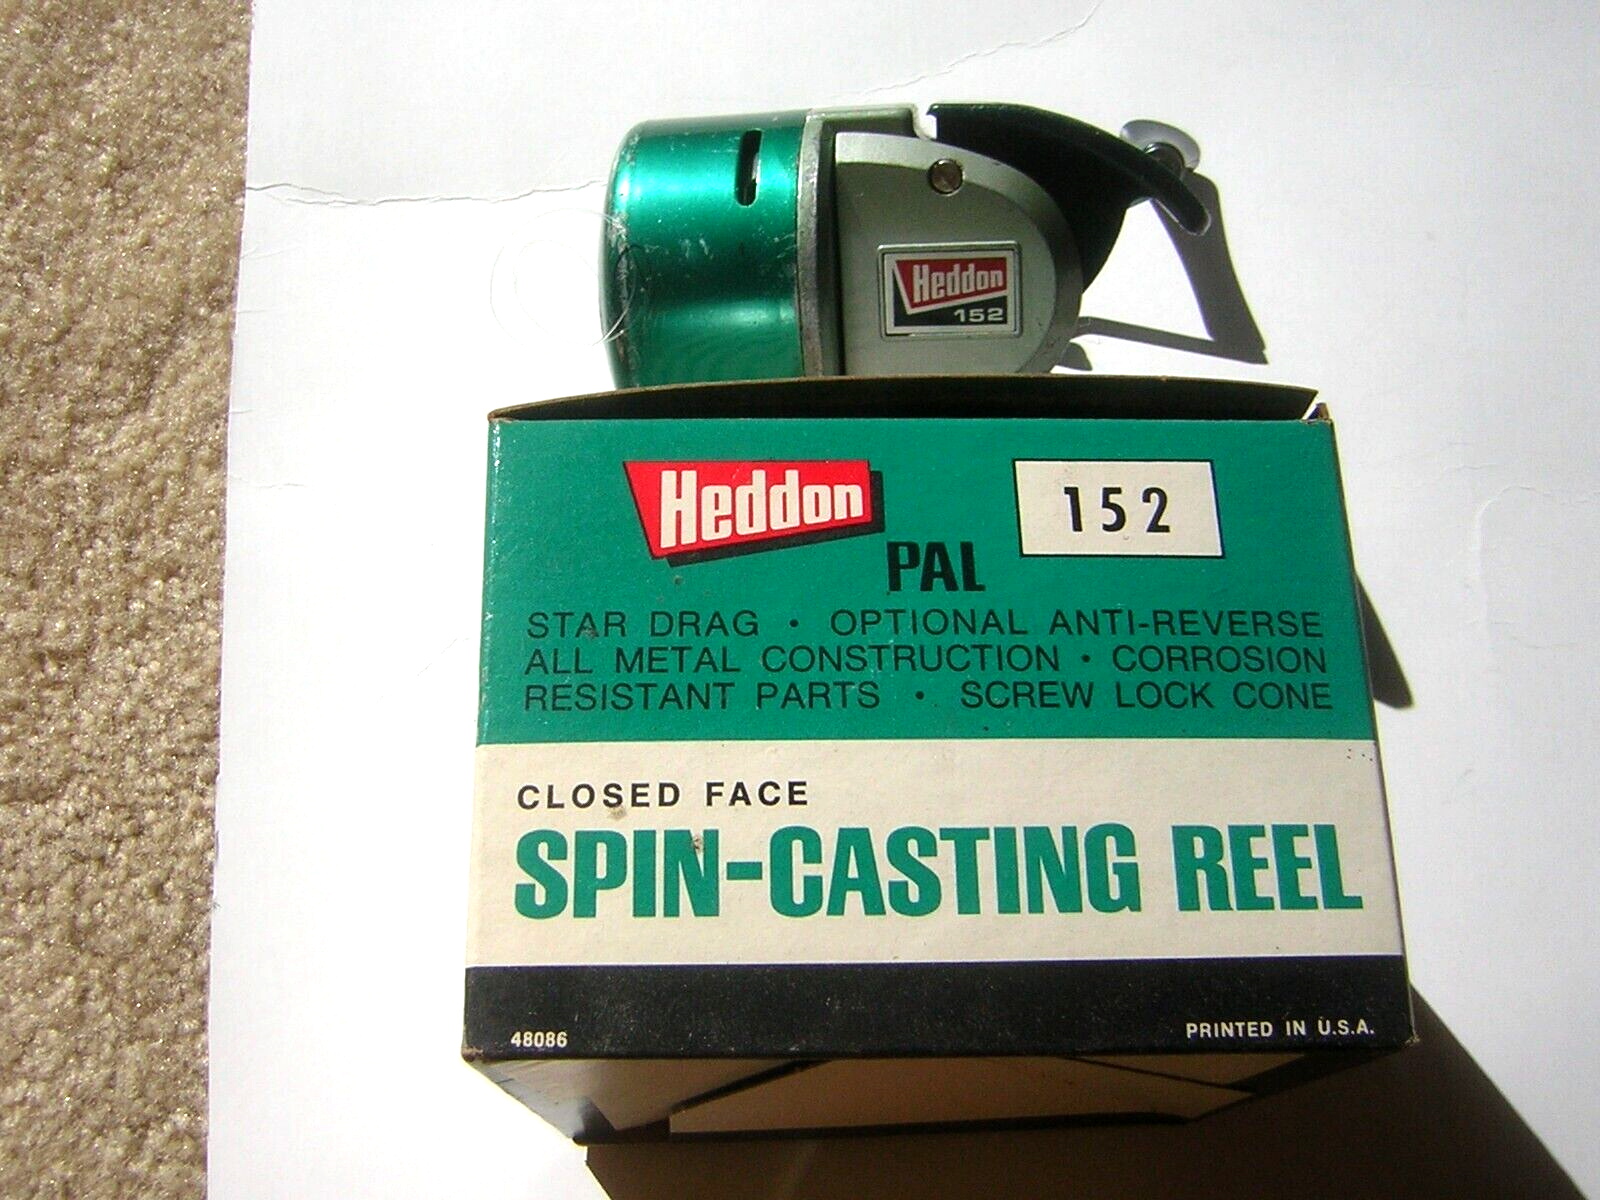 Heddon
152
Heddon
152
PAL
STAR DRAG • OPTIONAL ANTI-REVERSE
ALL METAL CONSTRUCTION • CORROSION
RESISTANT PARTS • SCREW LOCK CONE
CLOSED FACE
SPIN-CASTING REEL
48086
PRINTED IN U.S.A.